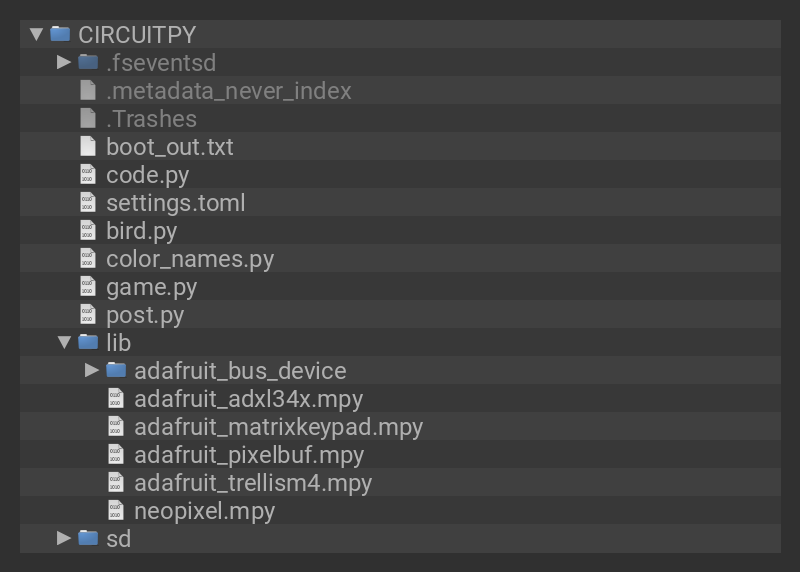 CIRCUITPY
.fseventsd
.metadata_never_index
.Trashes
boot_out.txt
code.py
settings.toml
bird.py
color_names.py
game.py
post.py
lib
adafruit_bus_device
adafruit_adxl34x.mpy
adafruit_matrixkeypad.mpy
adafruit_pixelbuf.mpy
adafruit_trellism4.mpy
neopixel.mpy
sd